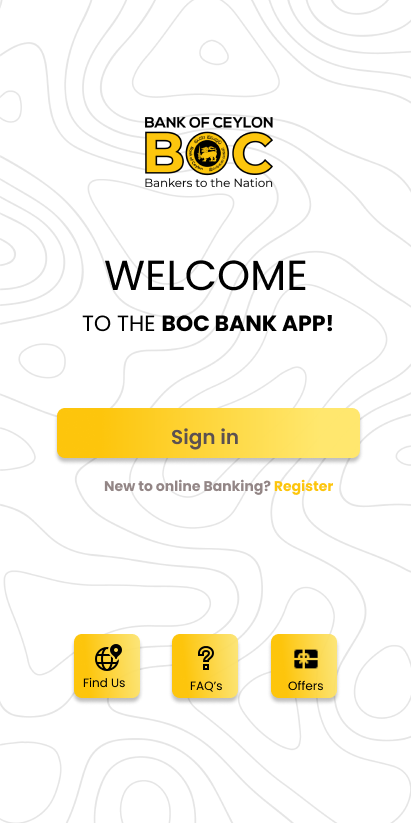 BANK OF CEYLON
BOC
Bankers to the Nation
WELCOME
TO THE BOC BANK APP!
Sign in
New to online Banking? Register
Find Us
FAQ’s
Offers